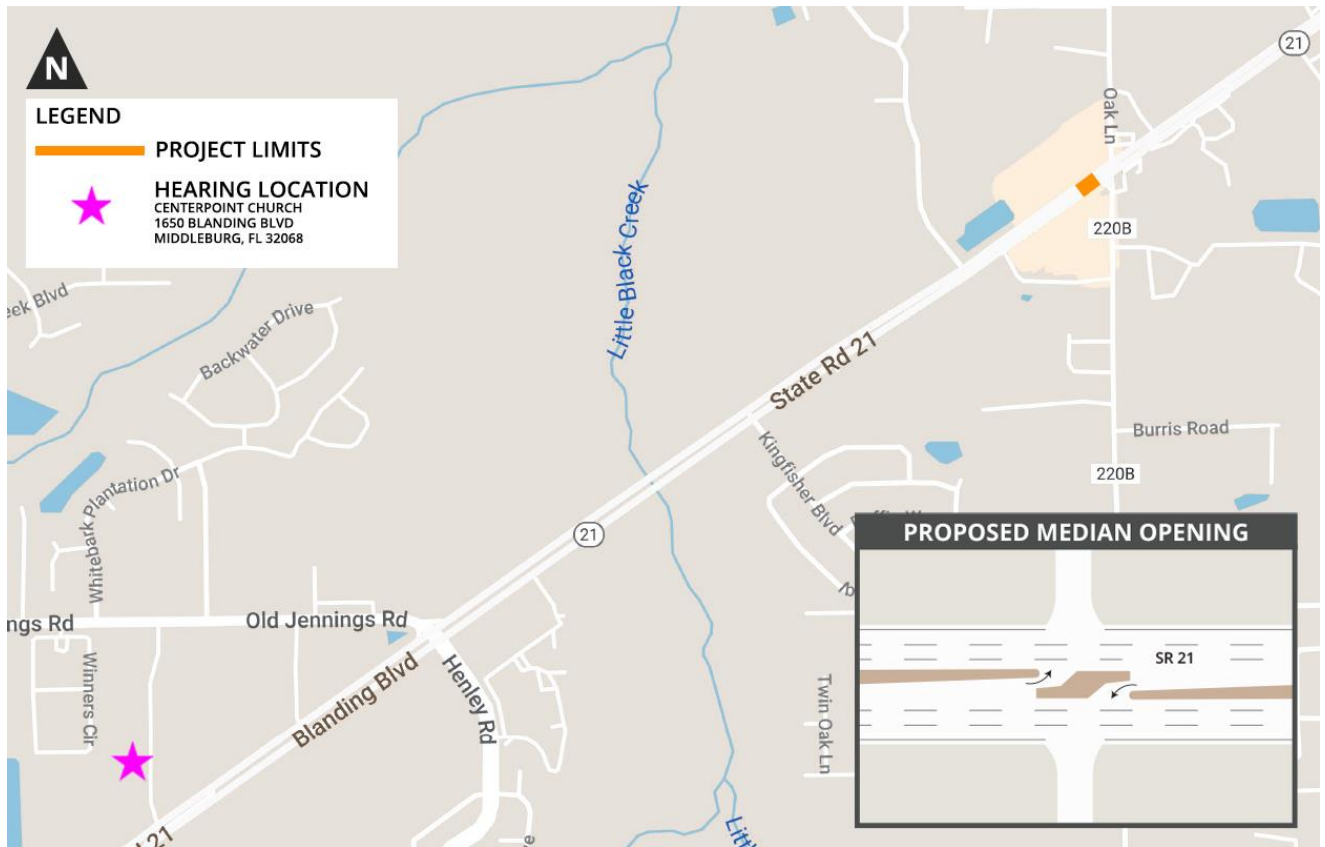 N
LEGEND
PROJECT LIMITS
HEARING LOCATION
CENTERPOINT CHURCH
1650 BLANDING BLVD
MIDDLEBURG, FL 32068
21
Oak Ln
220B
Little Black Creek
eek Blvd
Backwater Drive
State Rd 21
Burris Road
Kingfisher Blvd
220B
Whitebark Plantation Dr
21
ngs Rd
Old Jennings Rd
Henley Rd
Winners Cir
Blanding Blvd
d 21
Littl
Twin Oak Ln
PROPOSED MEDIAN OPENING
SR 21